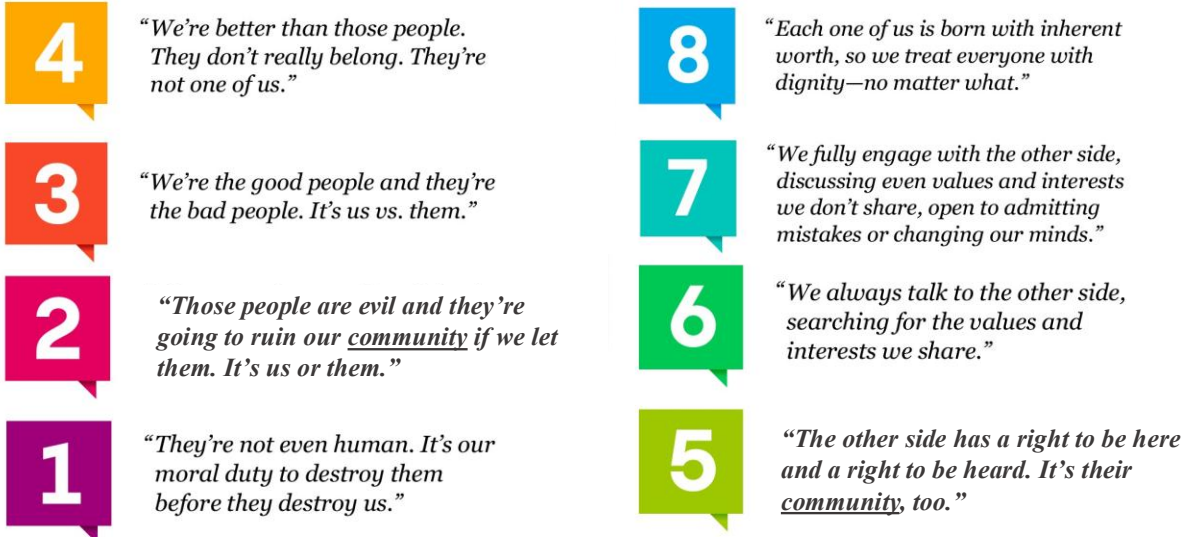 4
“We’re better than those people.
They don’t really belong. They’re
not one of us.”
3
“We’re the good people and they’re
the bad people. It’s us vs. them.”
2
“Those people are evil and they’re
going to ruin our community if we let
them. It’s us or them.”
1
“They’re not even human. It’s our
moral duty to destroy them
before they destroy us.”
8
“Each one of us is born with inherent
worth, so we treat everyone with
dignity—no matter what.”
7
“We fully engage with the other side,
discussing even values and interests
we don’t share, open to admitting
mistakes or changing our minds.”
6
“We always talk to the other side,
searching for the values and
interests we share.”
5
“The other side has a right to be here
and a right to be heard. It’s their
community, too.”